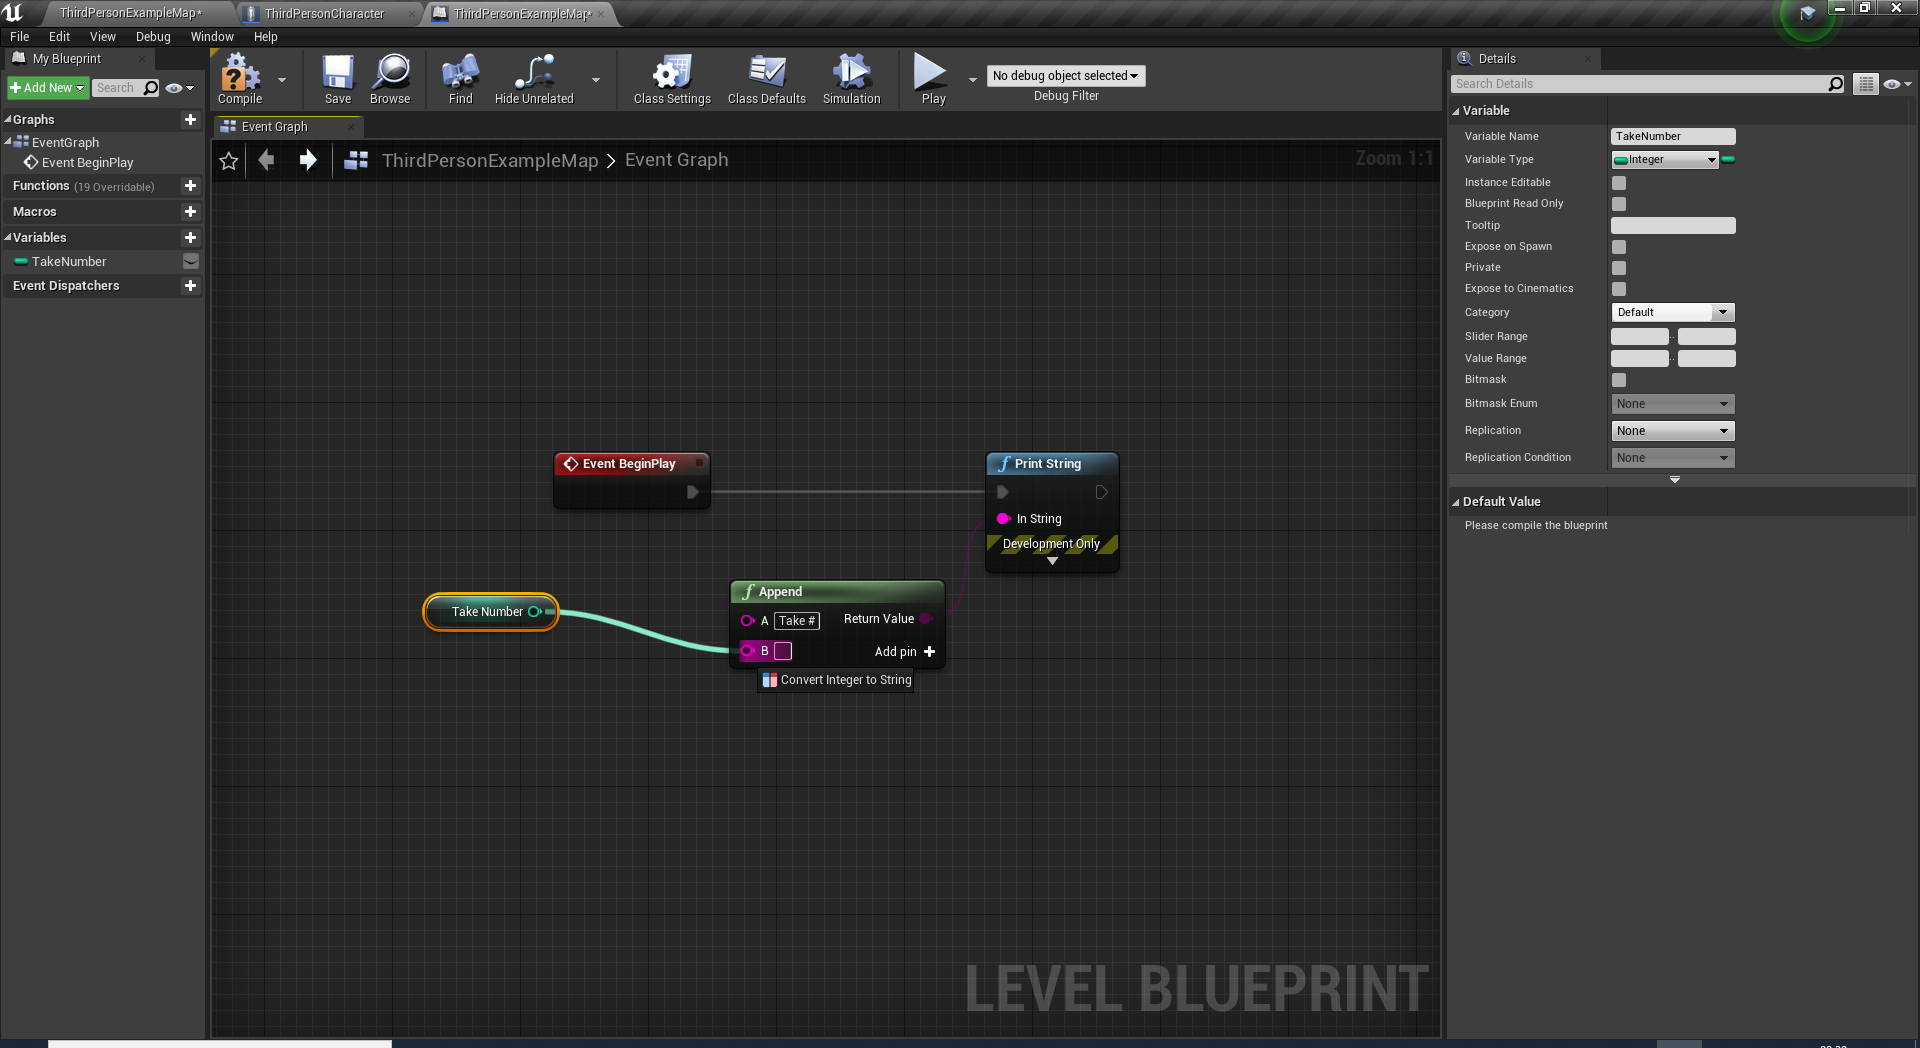 ThirdPersonExampleMap*
ThirdPersonCharacter
ThirdPersonExampleMap*
File Edit View Debug Window Help
My Blueprint
Add New
Search
Compile
Save
Browse
Find
Hide Unrelated
Class Settings
Class Defaults
Simulation
Play
No debug object selected
Debug Filter
Graphs
EventGraph
Event BeginPlay
Functions (19 Overridable)
Macros
Variables
TakeNumber
Event Dispatchers
Event Graph
ThirdPersonExampleMap > Event Graph
Zoom 1:1
Event BeginPlay
Print String
In String
Development Only
Take Number
Append
A Take # Return Value
B Add pin
Convert Integer to String
LEVEL BLUEPRINT
Details
Search Details
Variable
Variable Name TakeNumber
Variable Type Integer
Instance Editable
Blueprint Read Only
Tooltip
Expose on Spawn
Private
Expose to Cinematics
Category Default
Slider Range ..
Value Range ..
Bitmask
Bitmask Enum None
Replication None
Replication Condition None
Default Value
Please compile the blueprint